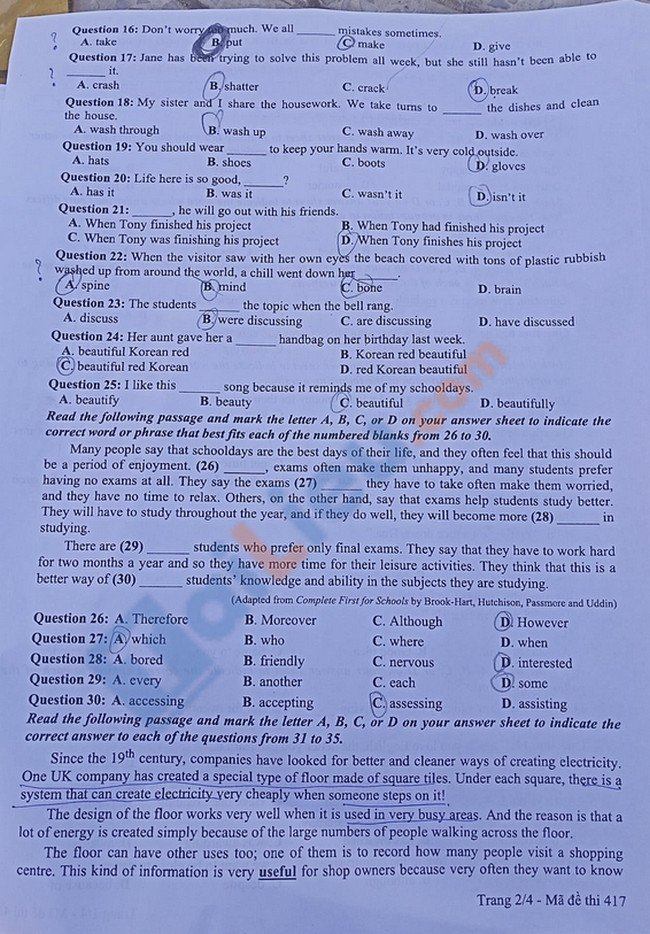 Question 16: Don't worry too much. We all ______ mistakes sometimes.
A. take B. put C. make D. give
Question 17: Jane has been trying to solve this problem all week, but she still hasn't been able to
______ it.
A. crash B. shatter C. crack D. break
Question 18: My sister and I share the housework. We take turns to ______ the dishes and clean
the house.
A. wash through B. wash up C. wash away D. wash over
Question 19: You should wear ______ to keep your hands warm. It's very cold outside.
A. hats B. shoes C. boots D. gloves
Question 20: Life here is so good, ______?
A. has it B. was it C. wasn't it D. isn't it
Question 21: ______, he will go out with his friends.
A. When Tony finished his project B. When Tony had finished his project
C. When Tony was finishing his project D. When Tony finishes his project
Question 22: When the visitor saw with her own eyes the beach covered with tons of plastic rubbish
washed up from around the world, a chill went down her ______.
A. spine B. mind C. bone D. brain
Question 23: The students ______ the topic when the bell rang.
A. discuss B. were discussing C. are discussing D. have discussed
Question 24: Her aunt gave her a ______ handbag on her birthday last week.
A. beautiful Korean red B. Korean red beautiful
C. beautiful red Korean D. red Korean beautiful
Question 25: I like this ______ song because it reminds me of my schooldays.
A. beautify B. beauty C. beautiful D. beautifully
Read the following passage and mark the letter A, B, C, or D on your answer sheet to indicate the
correct word or phrase that best fits each of the numbered blanks from 26 to 30.
Many people say that schooldays are the best days of their life, and they often feel that this should
be a period of enjoyment. (26) ______, exams often make them unhappy, and many students prefer
having no exams at all. They say the exams (27) ______ they have to take often make them worried,
and they have no time to relax. Others, on the other hand, say that exams help students study better.
They will have to study throughout the year, and if they do well, they will become more (28) ______ in
studying.
There are (29) ______ students who prefer only final exams. They say that they have to work hard
for two months a year and so they have more time for their leisure activities. They think that this is a
better way of (30) ______ students' knowledge and ability in the subjects they are studying.
(Adapted from Complete First for Schools by Brook-Hart, Hutchison, Passmore and Uddin)
Question 26: A. Therefore B. Moreover C. Although D. However
Question 27: A. which B. who C. where D. when
Question 28: A. bored B. friendly C. nervous D. interested
Question 29: A. every B. another C. each D. some
Question 30: A. accessing B. accepting C. assessing D. assisting
Read the following passage and mark the letter A, B, C, or D on your answer sheet to indicate the
correct answer to each of the questions from 31 to 35.
Since the 19th century, companies have looked for better and cleaner ways of creating electricity.
One UK company has created a special type of floor made of square tiles. Under each square, there is a
system that can create electricity very cheaply when someone steps on it!
The design of the floor works very well when it is used in very busy areas. And the reason is that a
lot of energy is created simply because of the large numbers of people walking across the floor.
The floor can have other uses too; one of them is to record how many people visit a shopping
centre. This kind of information is very useful for shop owners because very often they want to know
Trang 2/4 - Mã đề thi 417